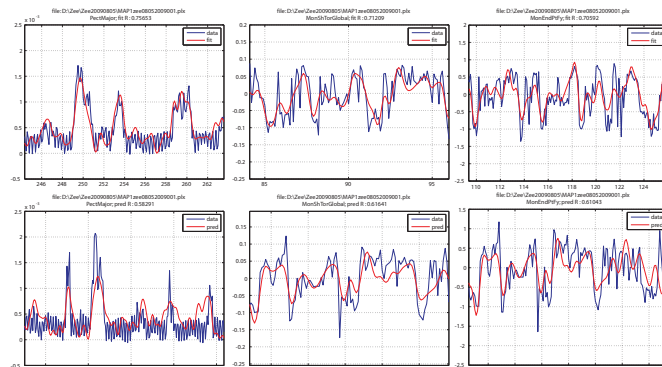 file: D:\Zee\Zee20090805\MAP1zee08052009001.plx
PectMajor; fit R : 0.75653
2.5 x 10
data
fit
2
1.5
1
0.5
0
-0.5
246 248 250 252 254 256 258 260 262
file: D:\Zee\Zee20090805\MAP1zee08052009001.plx
MonShTorGlobal; fit R : 0.71209
data
fit
0.2
0.15
0.1
0.05
0
-0.05
-0.1
-0.15
-0.2
-0.25
85 90 95
file: D:\Zee\Zee20090805\MAP1zee08052009001.plx
MonEndPtFy; fit R : 0.70592
data
fit
2
1.5
1
0.5
0
-0.5
-1
-1.5
-2
-2.5
110 112 114 116 118 120 122 124
file: D:\Zee\Zee20090805\MAP1zee08052009001.plx
PectMajor; pred R : 0.58291
2.5 x 10
data
pred
2
1.5
1
0.5
0
-0.5
file: D:\Zee\Zee20090805\MAP1zee08052009001.plx
MonShTorGlobal; pred R : 0.61641
data
pred
0.2
0.15
0.1
0.05
0
-0.05
-0.1
-0.15
-0.2
-0.25
file: D:\Zee\Zee20090805\MAP1zee08052009001.plx
MonEndPtFy; pred R : 0.61043
data
pred
1.5
1
0.5
0
-0.5
-1
-1.5
-2
-2.5